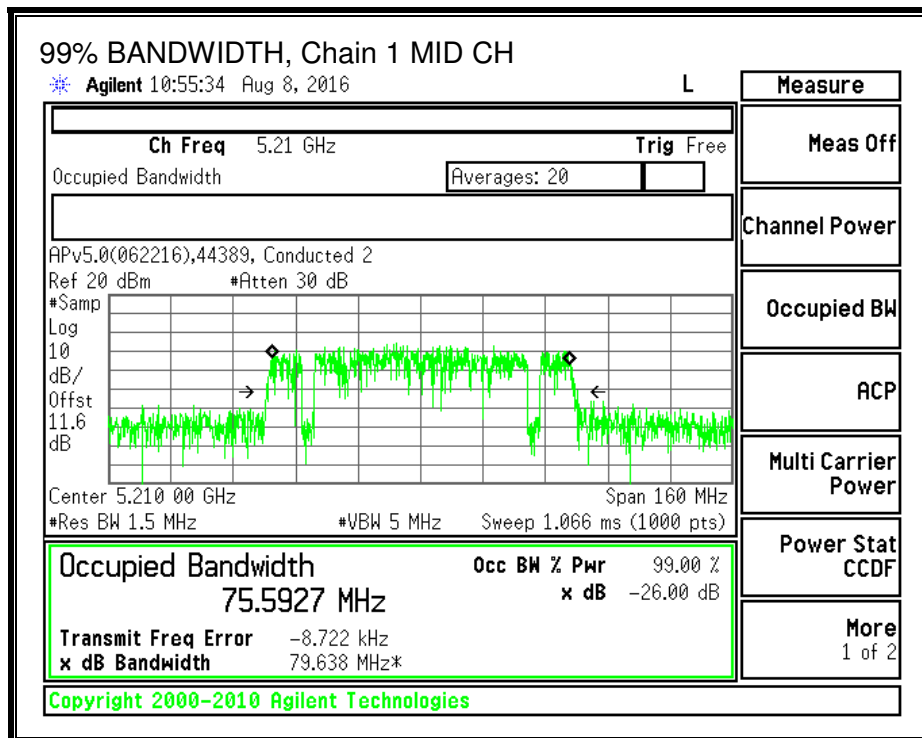 99% BANDWIDTH, Chain 1 MID CH
Agilent 10:55:34 Aug 8, 2016 L
Measure
Ch Freq 5.21 GHz Trig Free
Meas Off
Occupied Bandwidth Averages: 20
Channel Power
APv5.0(062216),44389, Conducted 2
Ref 20 dBm #Atten 30 dB
#Samp
Log
10
dB/
Offst
11.6
dB
Occupied BW
ACP
Center 5.210 00 GHz Span 160 MHz
#Res BW 1.5 MHz #VBW 5 MHz Sweep 1.066 ms (1000 pts)
Multi Carrier
Power
Occupied Bandwidth Occ BW % Pwr 99.00 %
75.5927 MHz x dB -26.00 dB
Transmit Freq Error -8.722 kHz
x dB Bandwidth 79.638 MHz*
Power Stat
CCDF
More
1 of 2
Copyright 2000-2010 Agilent Technologies